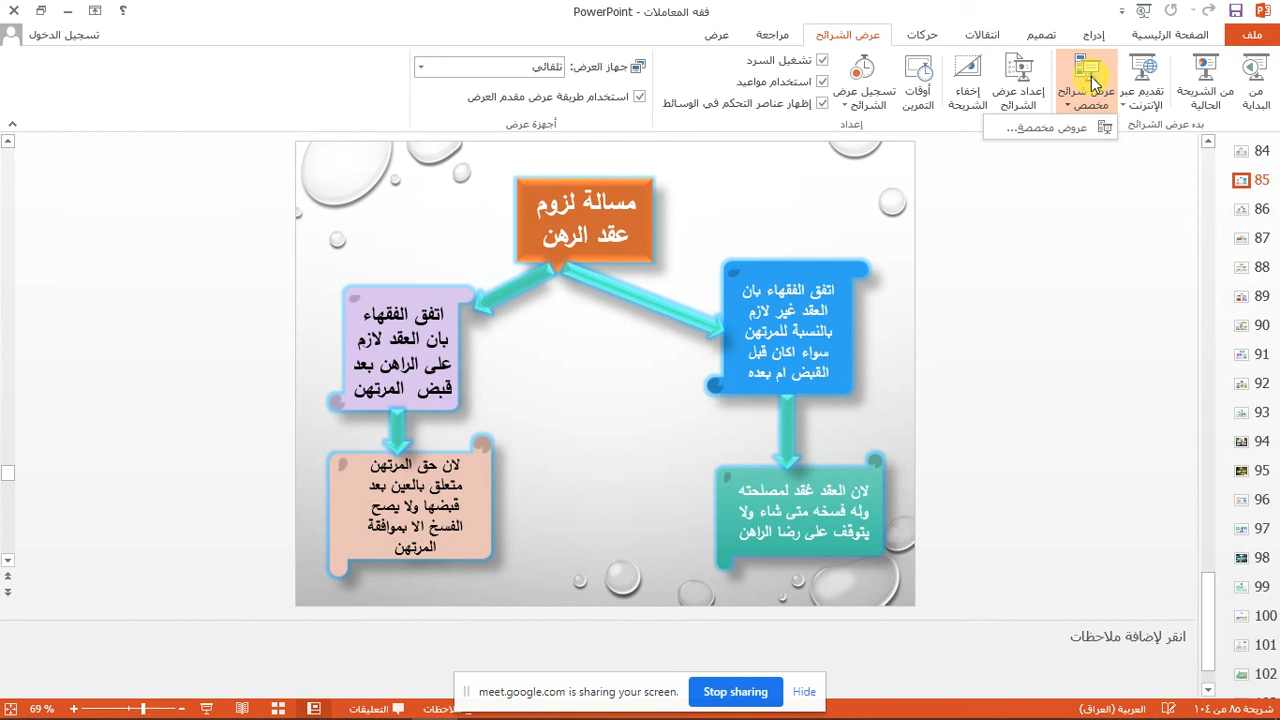 فقه المعاملات - PowerPoint
ملف
الصفحة الرئيسية
إدراج
تصميم
انتقالات
حركات
عرض الشرائح
مراجعة
عرض
تسجيل الدخول
من البداية
من الشريحة الحالية
تقديم عبر الإنترنت
عرض شرائح مخصص
إعداد عرض الشرائح
إخفاء الشريحة
أوقات التمرين
تسجيل عرض الشرائح
تشغيل السرد
استخدام مواعيد
إظهار عناصر التحكم في الوسائط
جهاز العرض:
تلقائي
استخدام طريقة عرض مقدم العرض
بدء عرض الشرائح
إعداد
أجهزة عرض
عروض مخصصة...
مسالة لزوم
عقد الرهن
اتفق الفقهاء بان
العقد غير لازم
بالنسبة للمرتهن
سواء اكان قبل
القبض ام بعده
اتفق الفقهاء
بان العقد لازم
على الراهن بعد
قبض المرتهن
لان العقد عُقد لمصلحته
وله فسخه متى شاء ولا
يتوقف على رضا الراهن
لان حق المرتهن
متعلق بالعين بعد
قبضها ولا يصح
الفسخ الا بموافقة
المرتهن
84
85
86
87
88
89
90
91
92
93
94
95
96
97
98
99
100
101
102
انقر لإضافة ملاحظات
meet.google.com is sharing your screen.
Stop sharing
Hide
شريحة ٨٥ من ١٠٤
العربية (العراق)
التعليقات
69 %